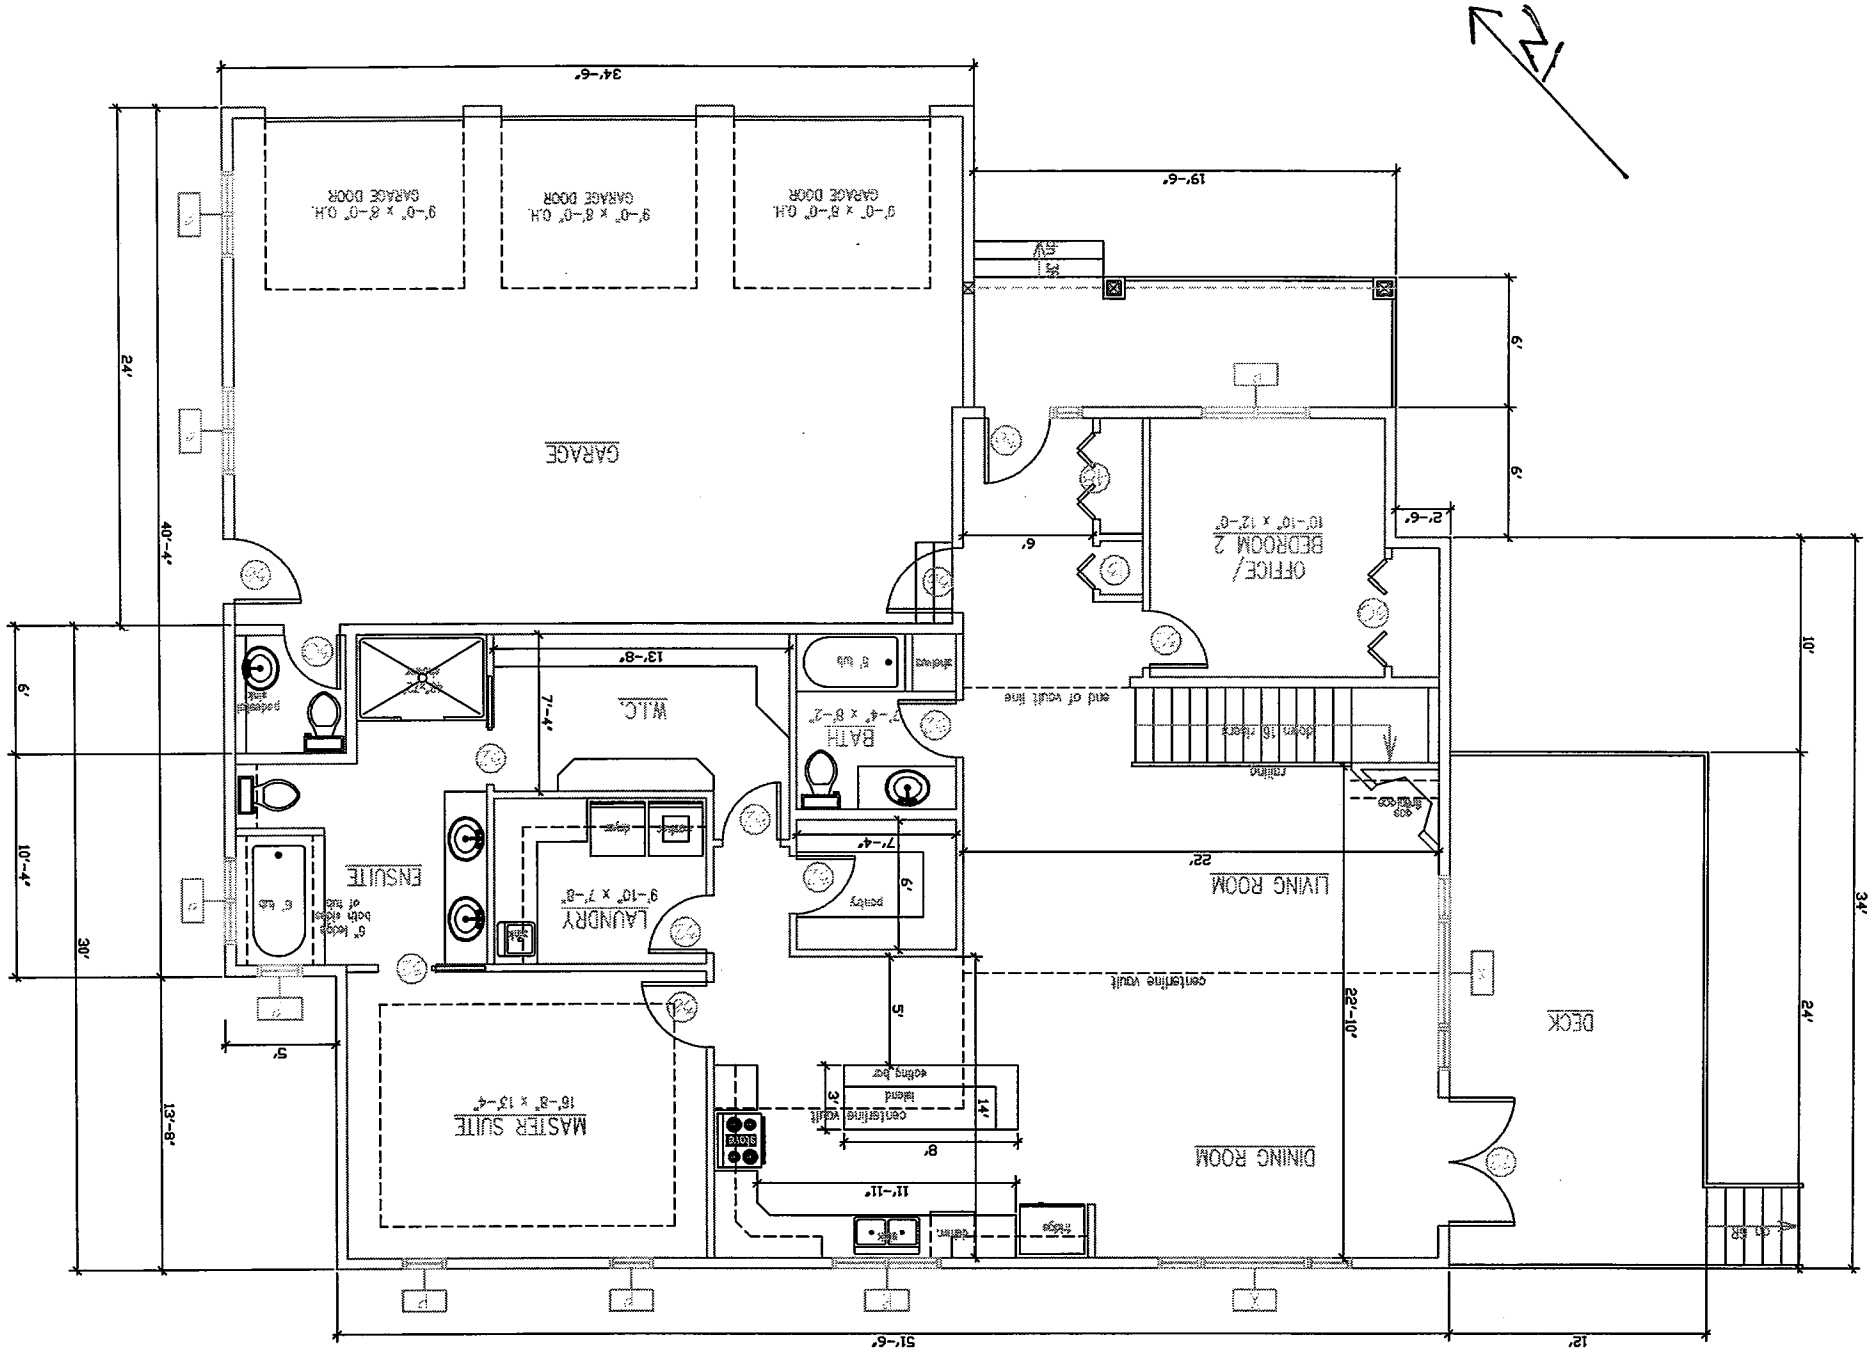 N
34'-6"
9'-0" x 8'-0" O.H.
GARAGE DOOR
9'-0" x 8'-0" O.H.
GARAGE DOOR
9'-0" x 8'-0" O.H.
GARAGE DOOR
19'-6"
24'
40'-4"
GARAGE
6'
6'
2'-6"
6'
OFFICE/
BEDROOM 2
10'-10" x 12'-0"
10'
34'
24'
6'
10'-4"
30'
13'-8"
5'
pedestal
sink
13'-8"
7'-4"
W.I.C.
5' tub
shelves
BATH
7'-4" x 8'-2"
end of vault line
down 16 risers
railing
gas
fireplace
22'
LIVING ROOM
centerline vault
22'-10"
DECK
ENSUITE
6' tub
6" ledge
both sides
of tub
dryer
washer
LAUNDRY
9'-10" x 7'-8"
sink
7'-4"
6'
pantry
5'
MASTER SUITE
16'-8" x 13'-4"
eating bar
island
centerline vault
3'
14'
8'
stove
11'-11"
sink
fridge
DINING ROOM
X
X
51'-6"
12'